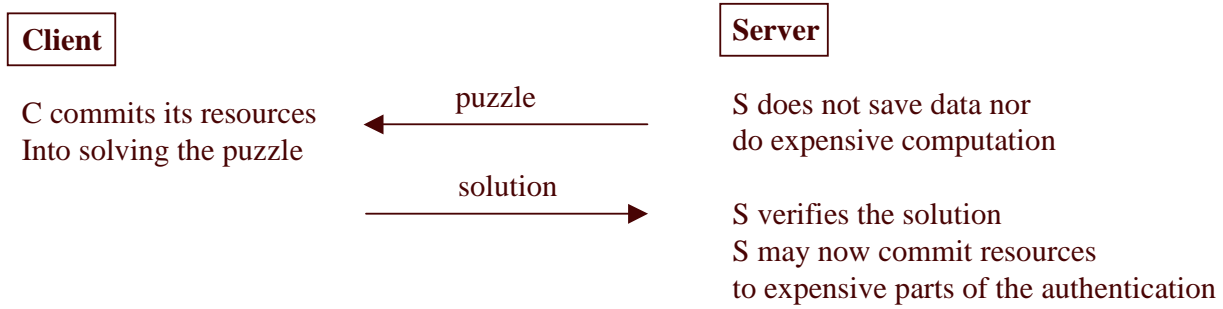 Client
Server
C commits its resources
Into solving the puzzle
puzzle
S does not save data nor
do expensive computation
solution
S verifies the solution
S may now commit resources
to expensive parts of the authentication